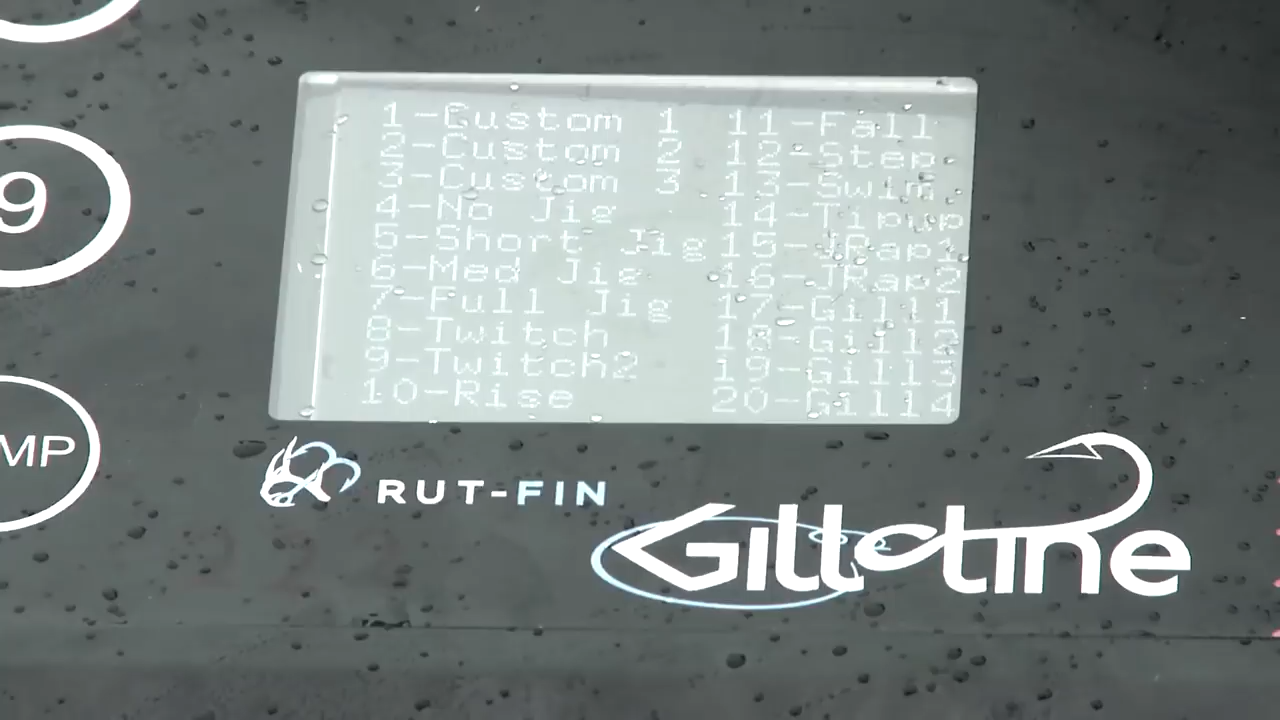 1-Custom 1 11-Fall
2-Custom 2 12-Step
3-Custom 3 13-Swim
4-No Jig 14-Tipup
5-Short Jig 15-JRap1
6-Med Jig 16-JRap2
7-Full Jig 17-Gill1
8-Twitch 18-Gill2
9-Twitch2 19-Gill3
10-Rise 20-Gill4
9
MP
RUT-FIN
Gillotine